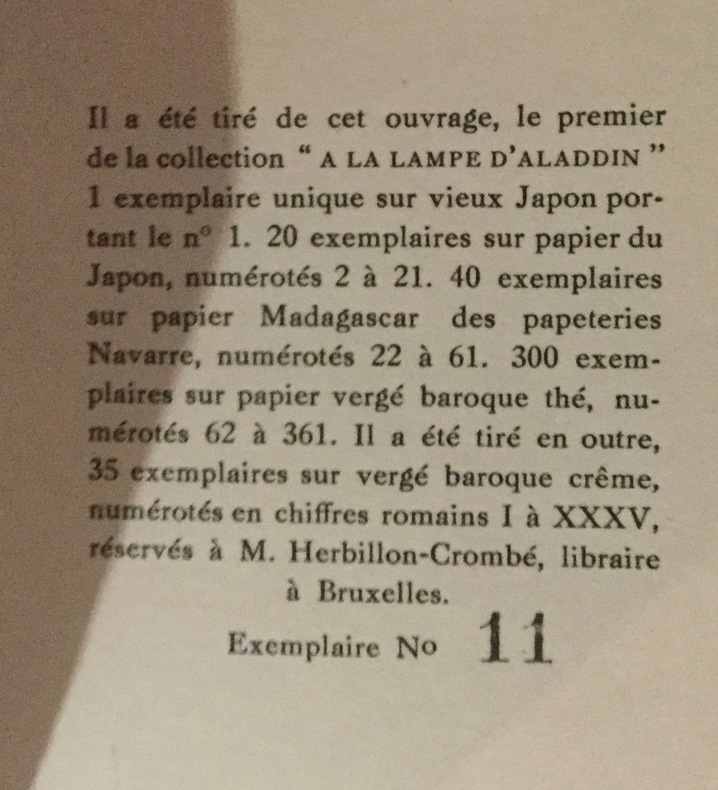 Il a été tiré de cet ouvrage, le premier
de la collection “ A LA LAMPE D'ALADDIN ”
1 exemplaire unique sur vieux Japon por-
tant le nº 1. 20 exemplaires sur papier du
Japon, numérotés 2 à 21. 40 exemplaires
sur papier Madagascar des papeteries
Navarre, numérotés 22 à 61. 300 exem-
plaires sur papier vergé baroque thé, nu-
mérotés 62 à 361. Il a été tiré en outre,
35 exemplaires sur vergé baroque crême,
numérotés en chiffres romains I à XXXV,
réservés à M. Herbillon-Crombé, libraire
à Bruxelles.
Exemplaire No 11